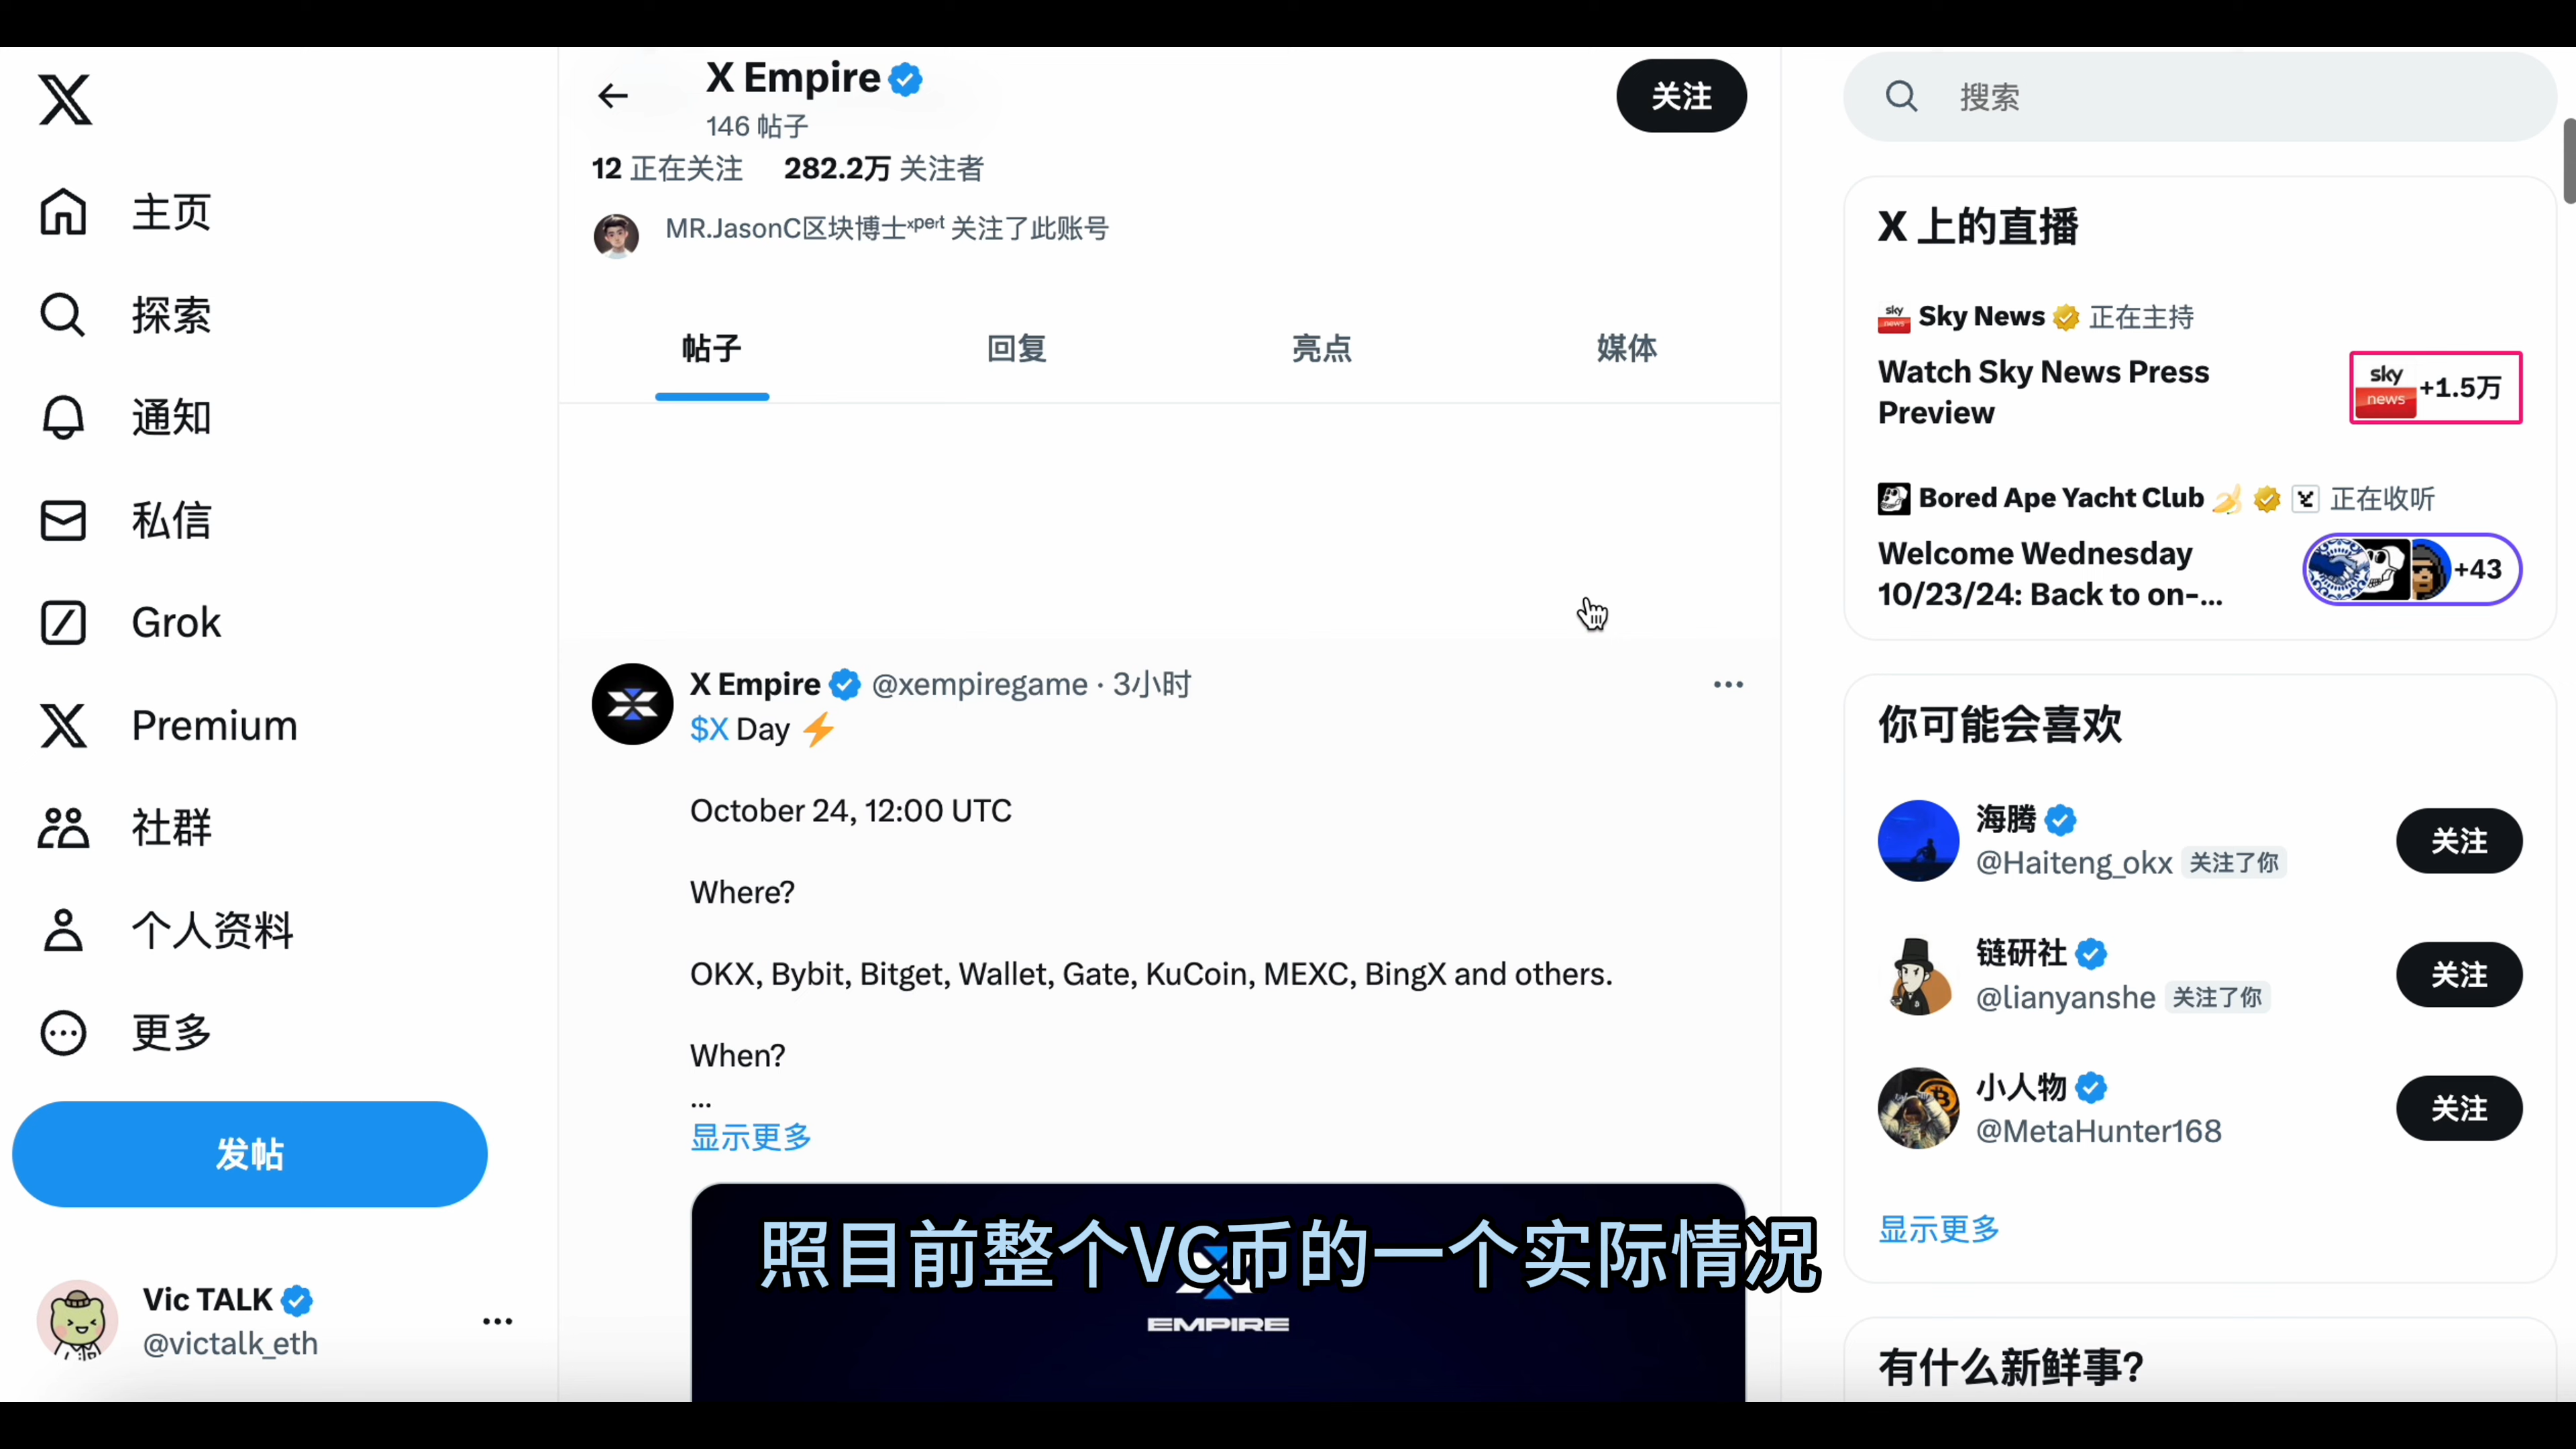 主页
探索
通知
私信
Grok
Premium
社群
个人资料
更多
发帖
Vic TALK
@victalk_eth
X Empire
146 帖子
关注
12 正在关注 282.2万 关注者
MR.JasonC区块博士xpert 关注了此账号
帖子 回复 亮点 媒体
X Empire @xempiregame · 3小时
$X Day ⚡
October 24, 12:00 UTC
Where?
OKX, Bybit, Bitget, Wallet, Gate, KuCoin, MEXC, BingX and others.
When?
...
显示更多
照目前整个VC币的一个实际情况
EMPIRE
搜索
X 上的直播
sky news Sky News 正在主持
Watch Sky News Press
Preview
sky news +1.5万
Bored Ape Yacht Club 🍌 正在收听
Welcome Wednesday
10/23/24: Back to on-...
+43
你可能会喜欢
海腾
@Haiteng_okx 关注了你
关注
链研社
@lianyanshe 关注了你
关注
小人物
@MetaHunter168
关注
显示更多
有什么新鲜事?